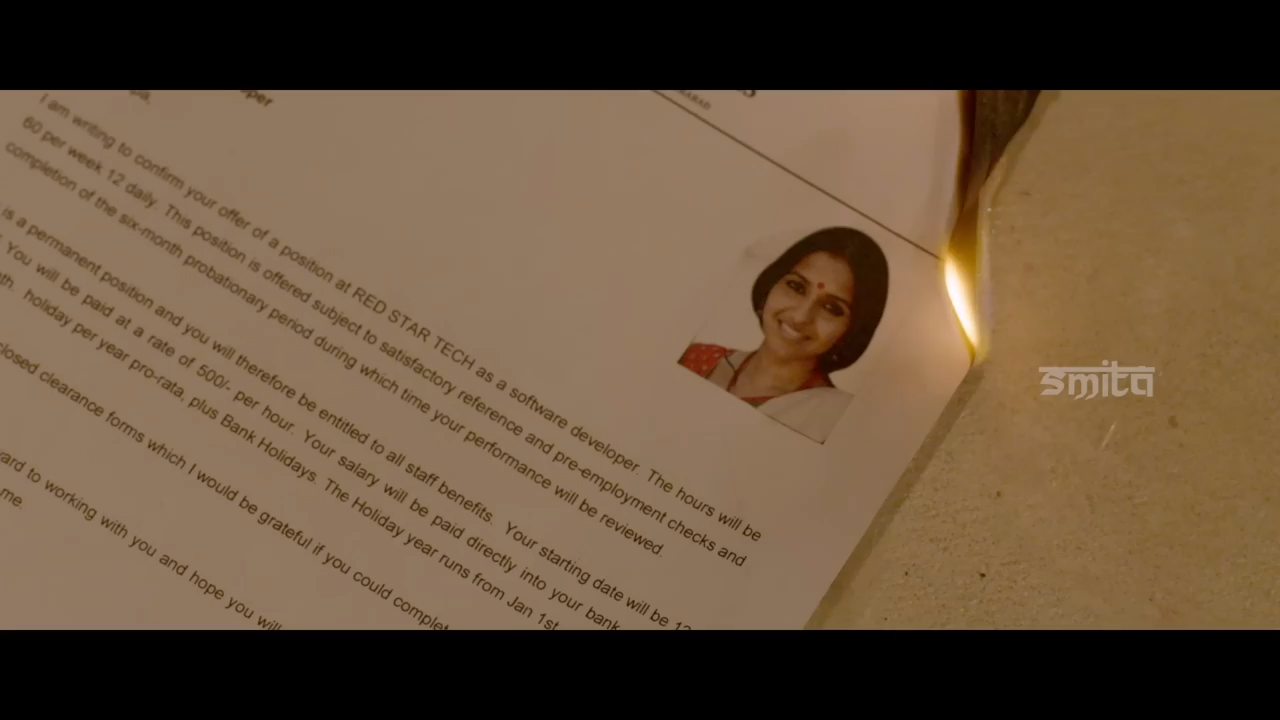 I am writing to confirm your offer of a position at RED STAR TECH as a software developer. The hours will be
60 per week 12 daily. This position is offered subject to satisfactory reference and pre-employment checks and
completion of the six-month probationary period during which time your performance will be reviewed.
is a permanent position and you will therefore be entitled to all staff benefits. Your starting date will be
You will be paid at a rate of 500/- per hour. Your salary will be paid directly into your bank
holiday per year pro-rata, plus Bank Holidays. The Holiday year runs from Jan 1st
clearance forms which I would be grateful if you could
to working with you and hope you will
me.
smita